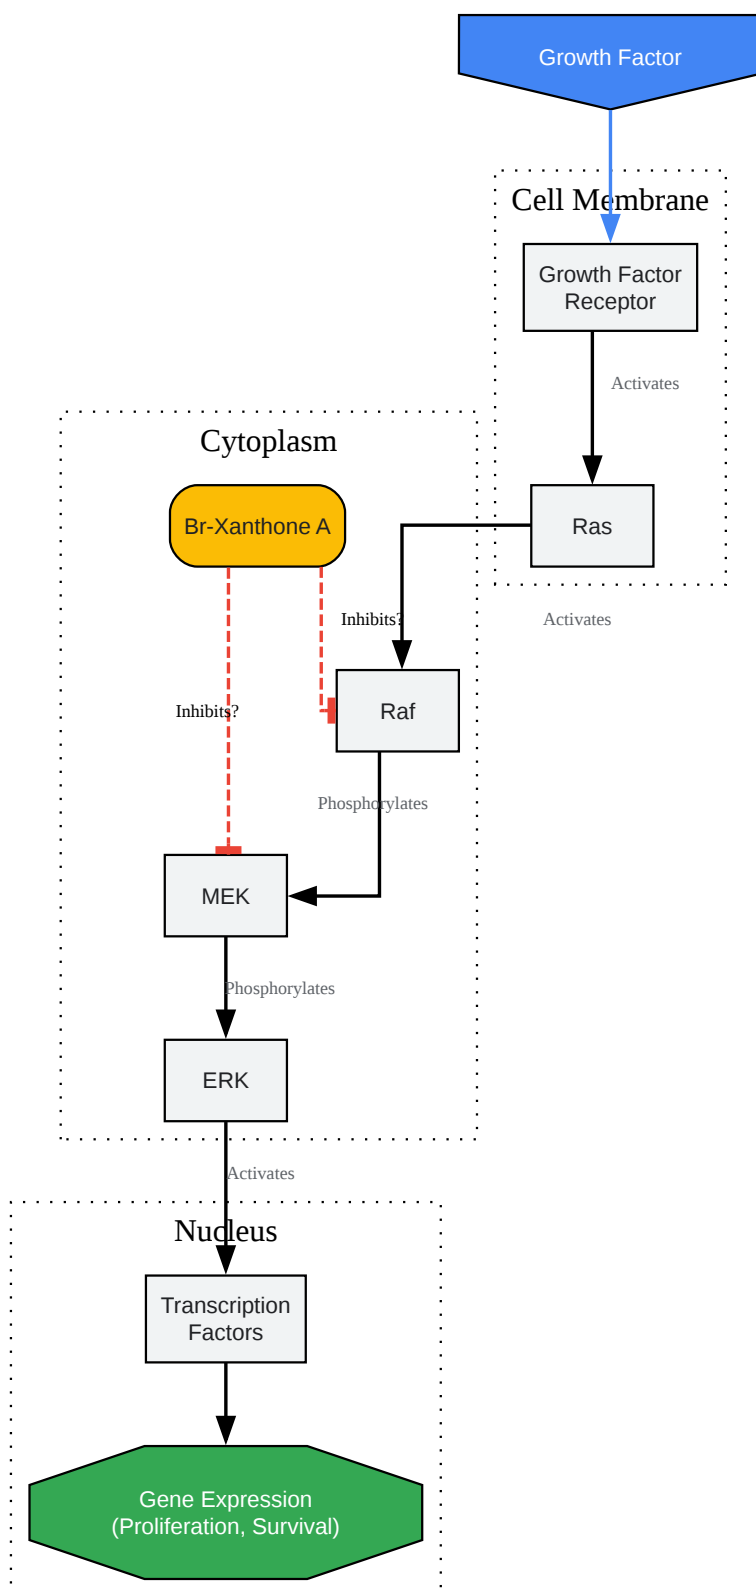 Growth Factor
Cell Membrane
Growth Factor
Receptor
Activates
Cytoplasm
Br-Xanthone A
Ras
Inhibits?
Activates
Inhibits?
Raf
Phosphorylates
MEK
Phosphorylates
ERK
Activates
Nucleus
Transcription
Factors
Gene Expression
(Proliferation, Survival)